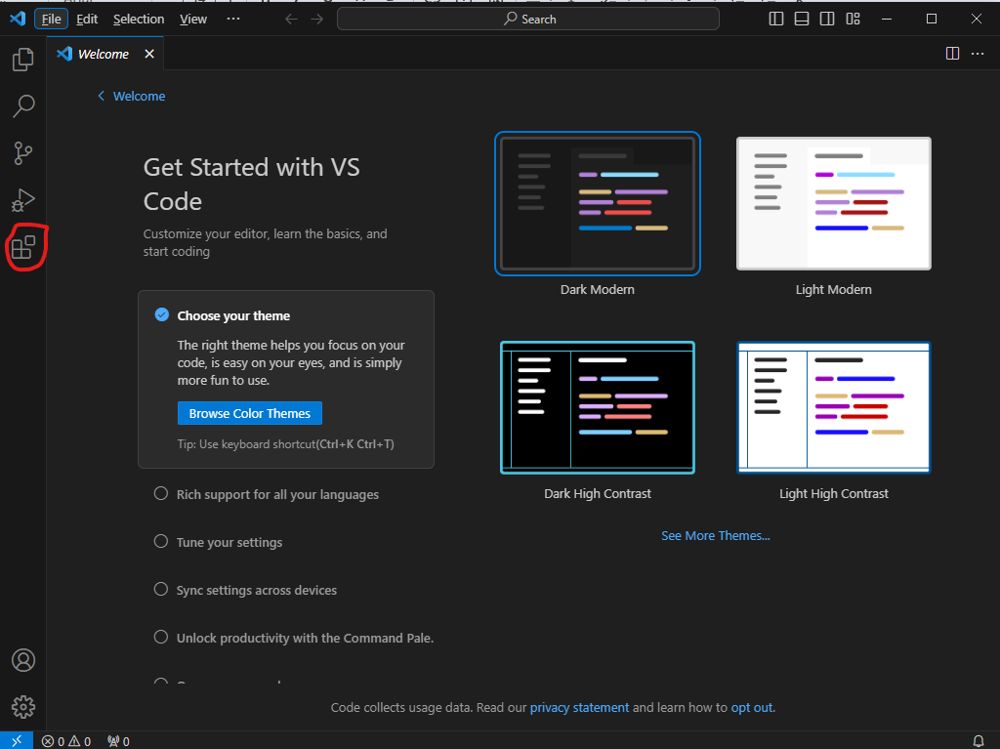 File Edit Selection View ... Search
Welcome
Welcome
Get Started with VS
Code
Customize your editor, learn the basics, and
start coding
Choose your theme
The right theme helps you focus on your
code, is easy on your eyes, and is simply
more fun to use.
Browse Color Themes
Tip: Use keyboard shortcut(Ctrl+K Ctrl+T)
Rich support for all your languages
Tune your settings
Sync settings across devices
Unlock productivity with the Command Pale.
Dark Modern
Light Modern
Dark High Contrast
Light High Contrast
See More Themes...
Code collects usage data. Read our privacy statement and learn how to opt out.
0 0 0